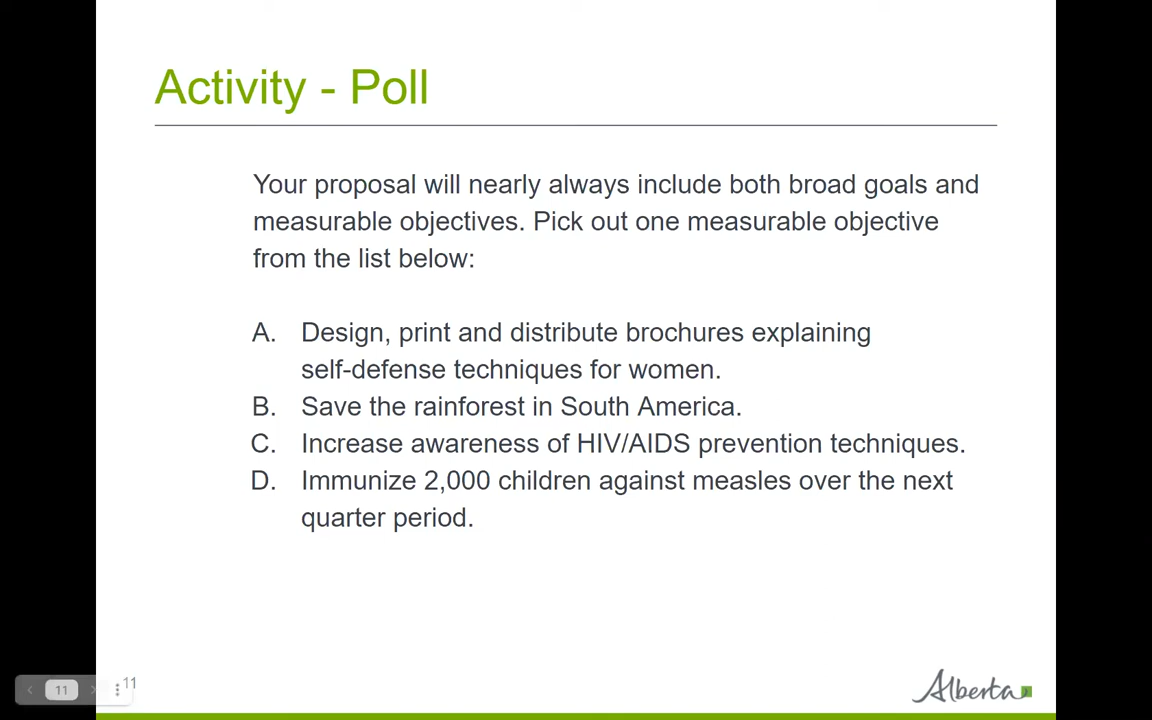 Activity - Poll
Your proposal will nearly always include both broad goals and
measurable objectives. Pick out one measurable objective
from the list below:
A. Design, print and distribute brochures explaining
self-defense techniques for women.
B. Save the rainforest in South America.
C. Increase awareness of HIV/AIDS prevention techniques.
D. Immunize 2,000 children against measles over the next
quarter period.
11
11
Alberta